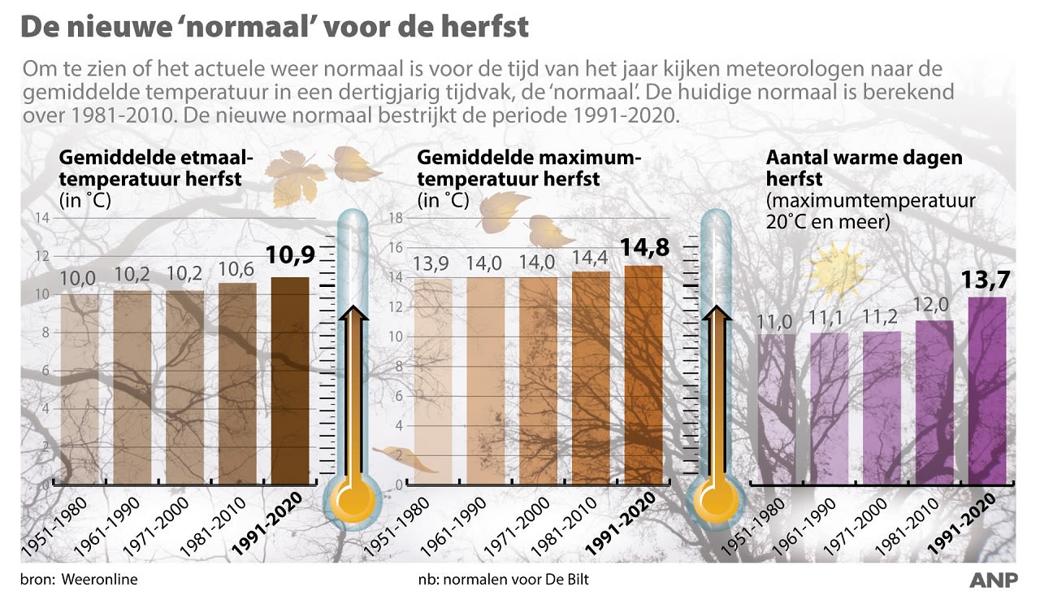 De nieuwe ‘normaal’ voor de herfst
Om te zien of het actuele weer normaal is voor de tijd van het jaar kijken meteorologen naar de
gemiddelde temperatuur in een dertigjarig tijdvak, de ‘normaal’. De huidige normaal is berekend
over 1981-2010. De nieuwe normaal bestrijkt de periode 1991-2020.
Gemiddelde etmaal-
temperatuur herfst
(in ˚C)
14
12
10
8
6
4
2
0
10,0
10,2
10,2
10,6
10,9
1951-1980
1961-1990
1971-2000
1981-2010
1991-2020
Gemiddelde maximum-
temperatuur herfst
(in ˚C)
18
16
14
12
10
8
6
4
2
0
13,9
14,0
14,0
14,4
14,8
1951-1980
1961-1990
1971-2000
1981-2010
1991-2020
Aantal warme dagen
herfst
(maximumtemperatuur
20˚C en meer)
11,0
11,1
11,2
12,0
13,7
1951-1980
1961-1990
1971-2000
1981-2010
1991-2020
bron: Weeronline
nb: normalen voor De Bilt
ANP